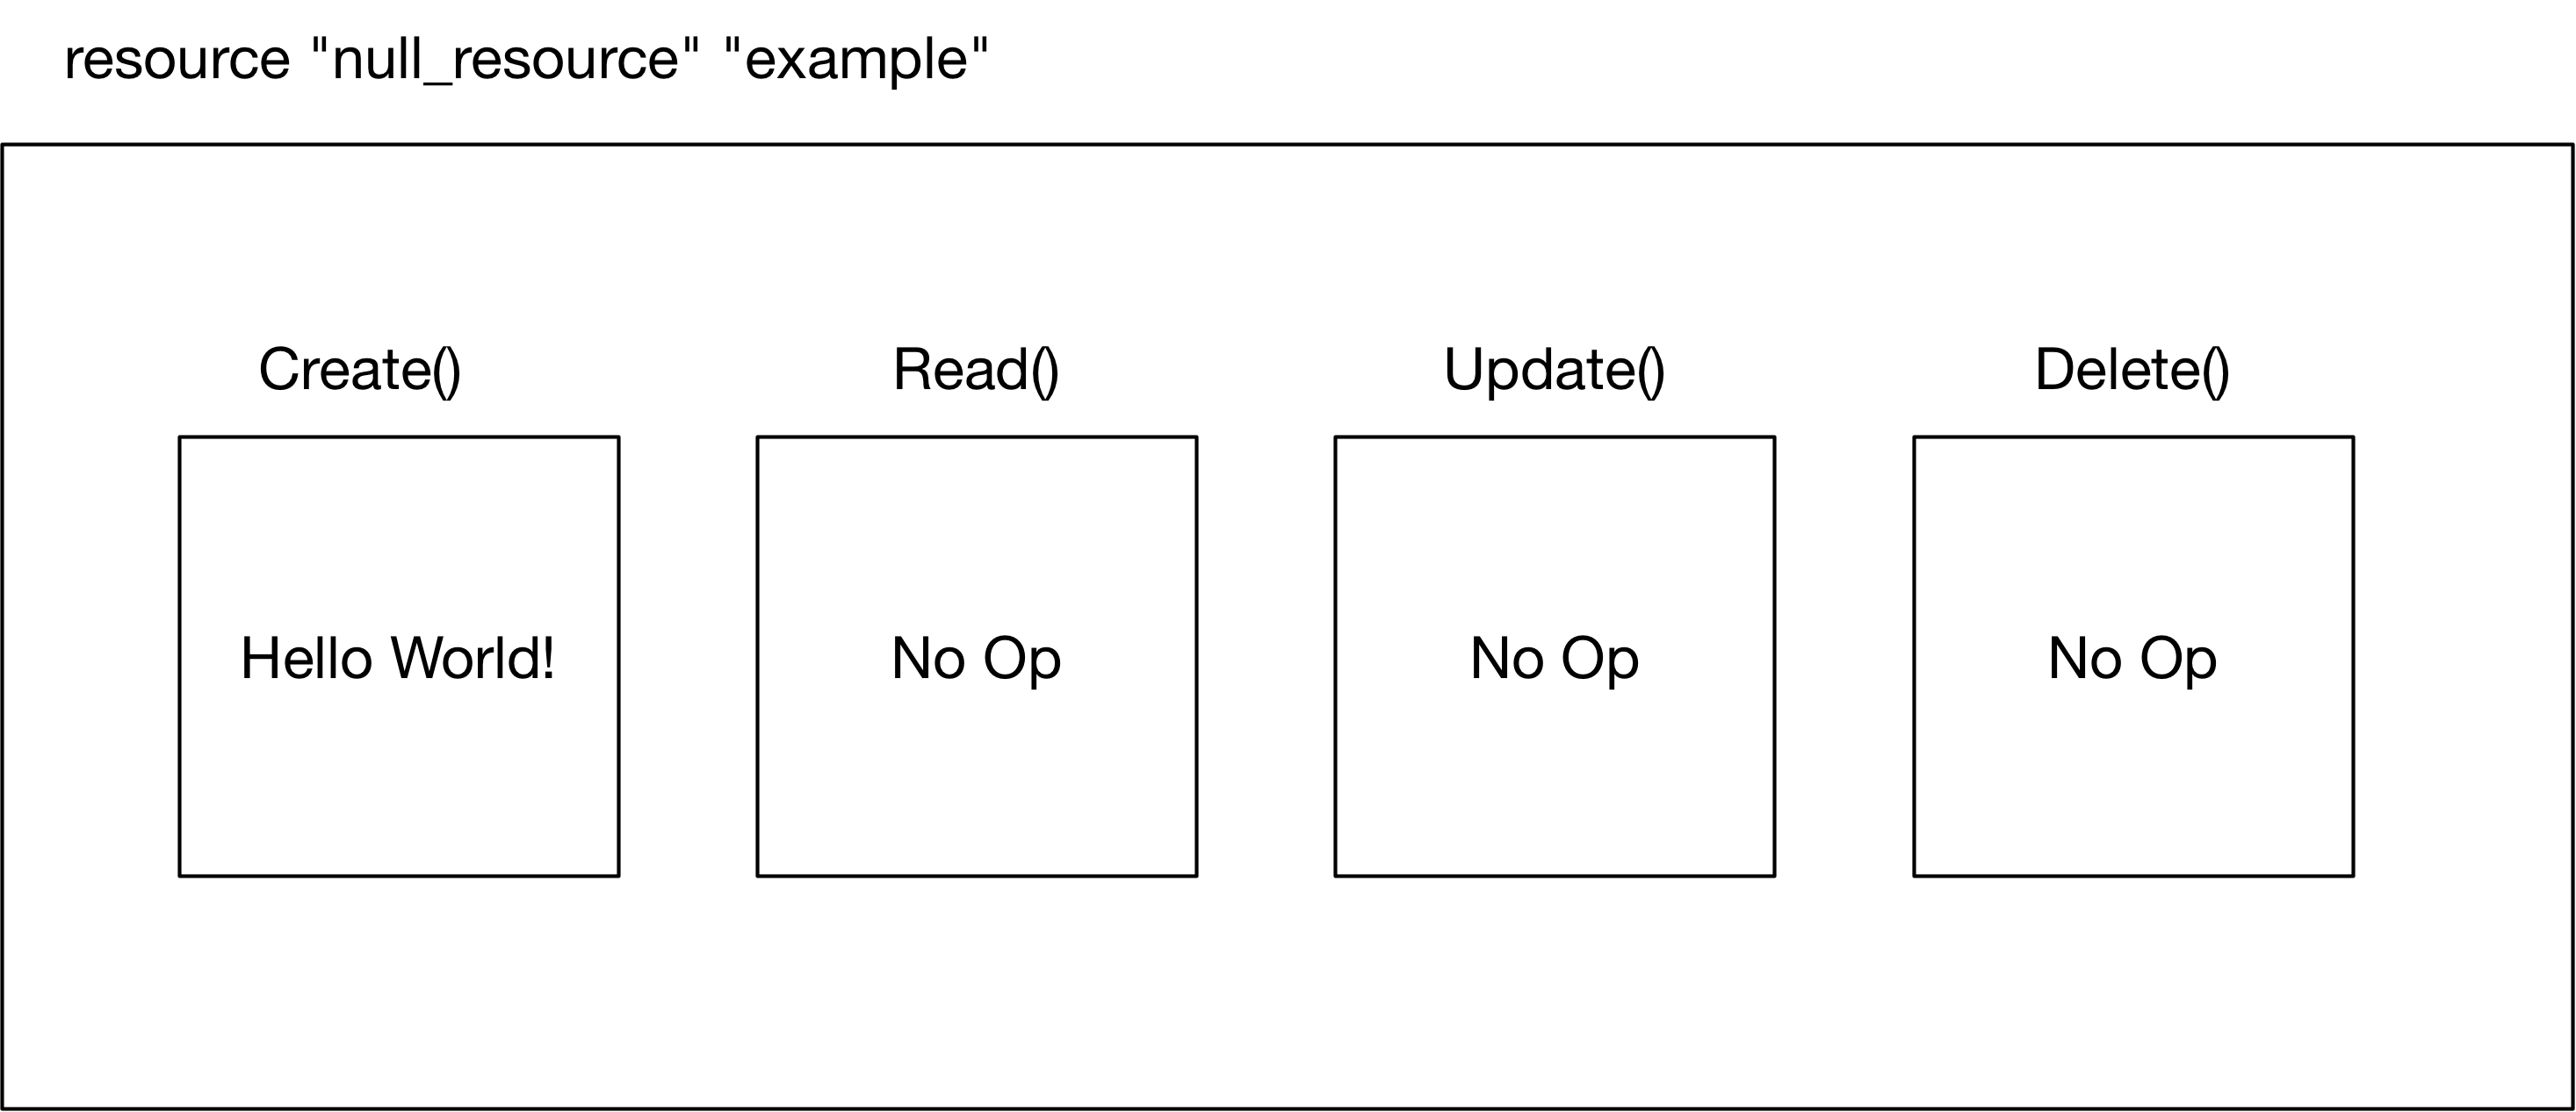 resource "null_resource" "example"
Create()
Read()
Update()
Delete()
Hello World!
No Op
No Op
No Op